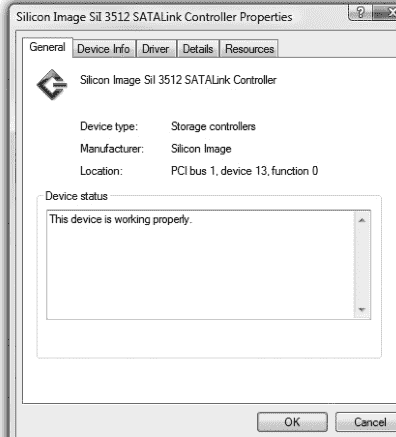 Silicon Image SiI 3512 SATALink Controller Properties
General Device Info Driver Details Resources
Silicon Image SiI 3512 SATALink Controller
Device type: Storage controllers
Manufacturer: Silicon Image
Location: PCI bus 1, device 13, function 0
Device status
This device is working properly.
OK Cancel